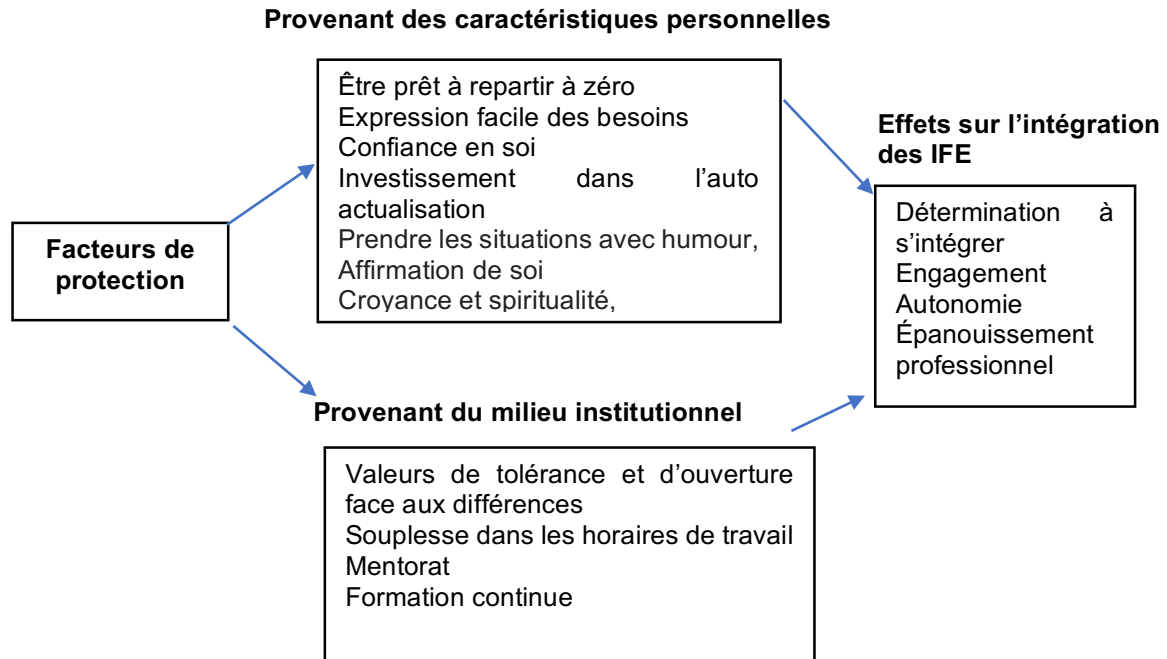 Provenant des caractéristiques personnelles
Être prêt à repartir à zéro
Expression facile des besoins
Confiance en soi
Investissement dans l'auto
actualisation
Prendre les situations avec humour,
Affirmation de soi
Croyance et spiritualité,
Facteurs de
protection
Effets sur l'intégration
des IFE
Détermination à
s'intégrer
Engagement
Autonomie
Épanouissement
professionnel
Provenant du milieu institutionnel
Valeurs de tolérance et d'ouverture
face aux différences
Souplesse dans les horaires de travail
Mentorat
Formation continue